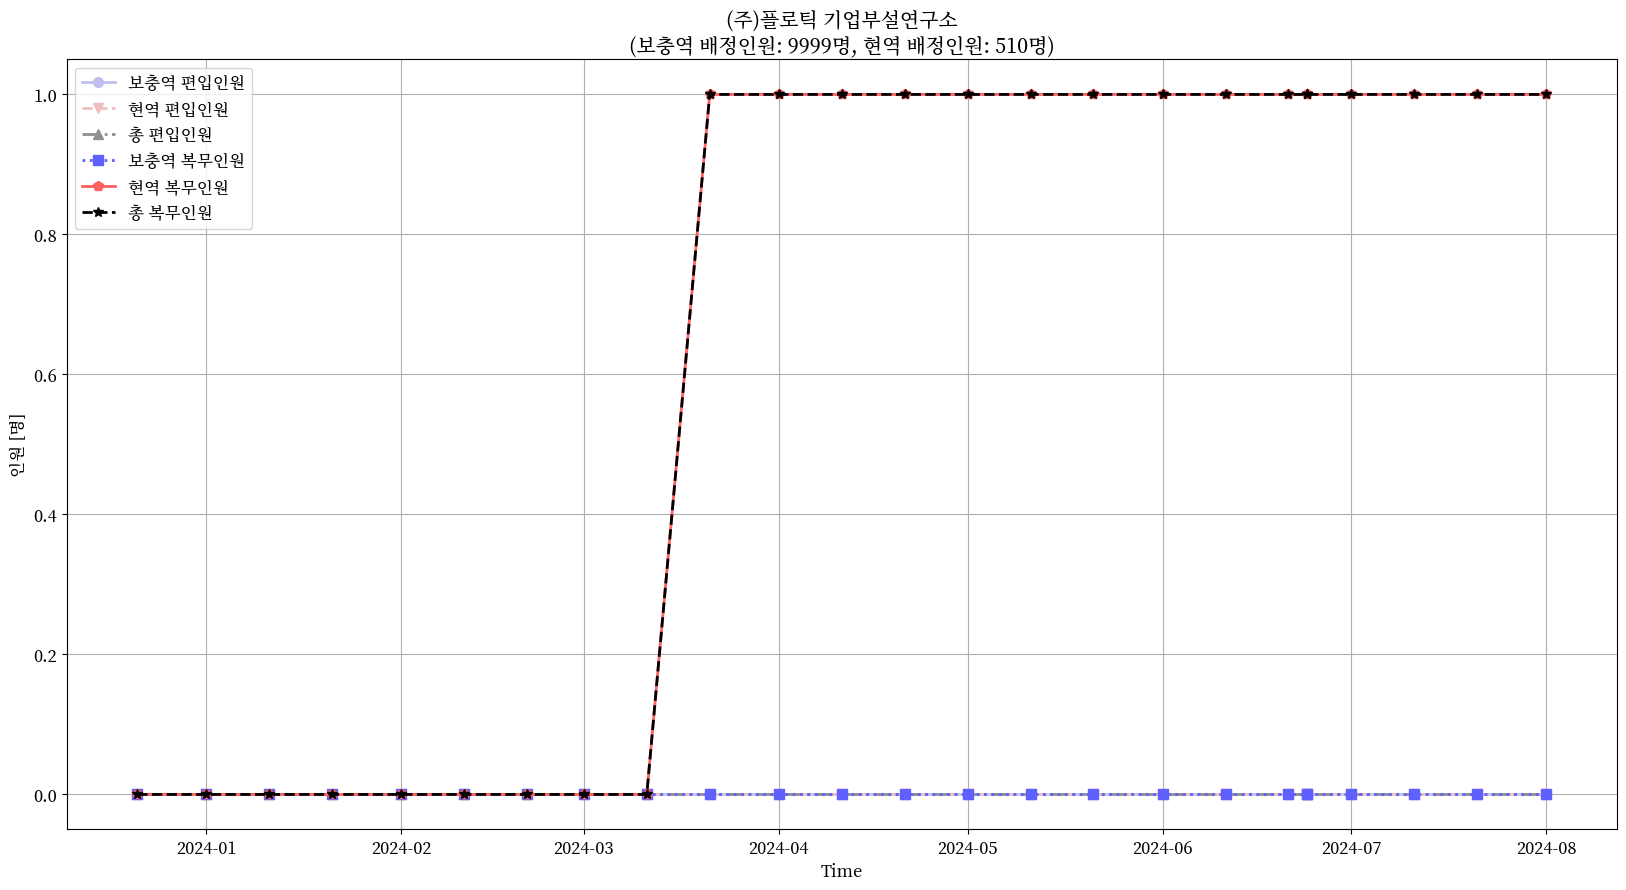 (주)플로틱 기업부설연구소
(보충역 배정인원: 9999명, 현역 배정인원: 510명)
보충역 편입인원
현역 편입인원
총 편입인원
보충역 복무인원
현역 복무인원
총 복무인원
1.0
0.8
0.6
0.4
0.2
0.0
인원 [명]
2024-01 2024-02 2024-03 2024-04 2024-05 2024-06 2024-07 2024-08
Time